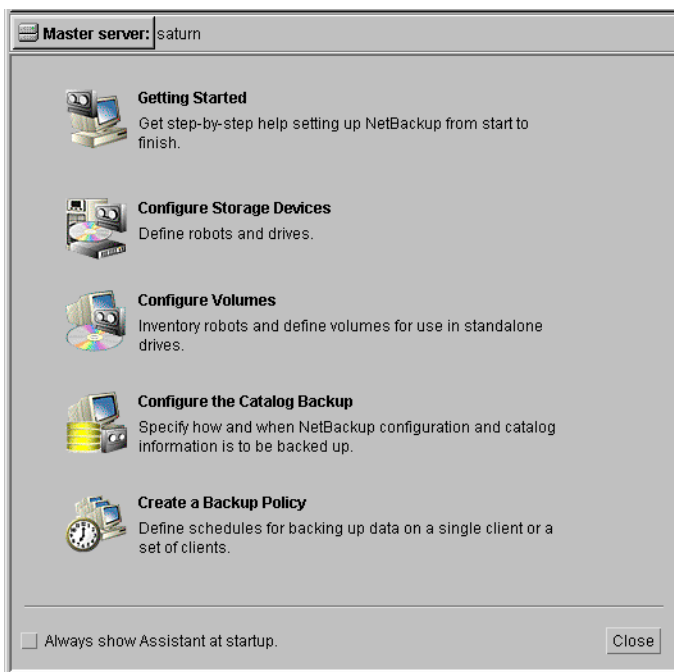 Master server: saturn
Getting Started
Get step-by-step help setting up NetBackup from start to
finish.
Configure Storage Devices
Define robots and drives.
Configure Volumes
Inventory robots and define volumes for use in standalone
drives.
Configure the Catalog Backup
Specify how and when NetBackup configuration and catalog
information is to be backed up.
Create a Backup Policy
Define schedules for backing up data on a single client or a
set of clients.
Always show Assistant at startup.
Close